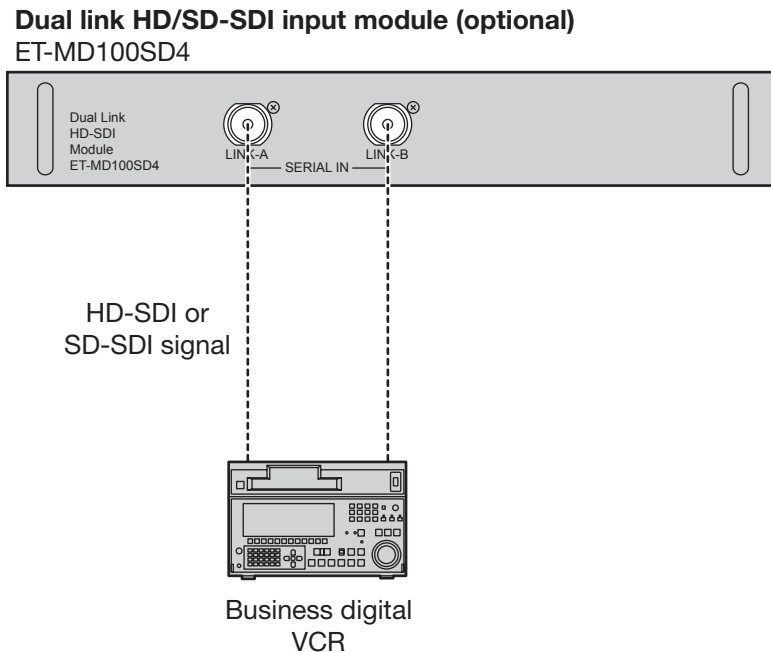 Dual link HD/SD-SDI input module (optional)
ET-MD100SD4
Dual Link
HD-SDI
Module
ET-MD100SD4
LINK-A
LINK-B
SERIAL IN
HD-SDI or
SD-SDI signal
Business digital
VCR